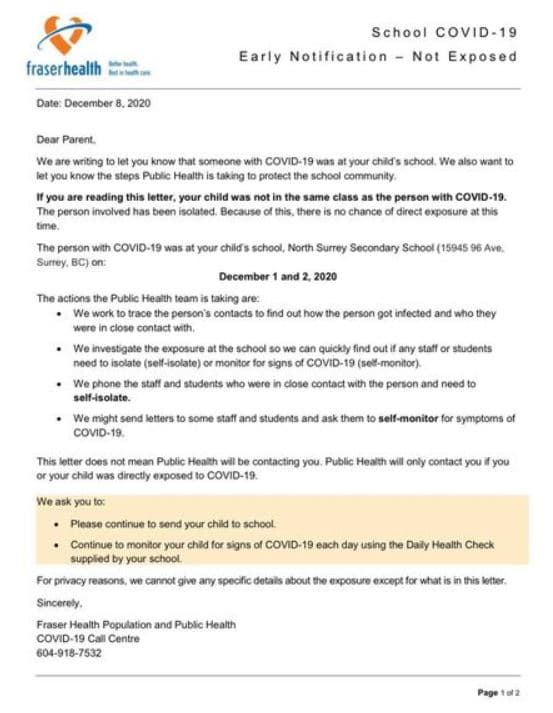 School COVID-19
Early Notification – Not Exposed
fraserhealth
Better health.
Best in health care.
Date: December 8, 2020
Dear Parent,
We are writing to let you know that someone with COVID-19 was at your child's school. We also want to
let you know the steps Public Health is taking to protect the school community.
If you are reading this letter, your child was not in the same class as the person with COVID-19.
The person involved has been isolated. Because of this, there is no chance of direct exposure at this
time.
The person with COVID-19 was at your child's school, North Surrey Secondary School (15945 96 Ave,
Surrey, BC) on:
December 1 and 2, 2020
The actions the Public Health team is taking are:
• We work to trace the person's contacts to find out how the person got infected and who they
were in close contact with.
• We investigate the exposure at the school so we can quickly find out if any staff or students
need to isolate (self-isolate) or monitor for signs of COVID-19 (self-monitor).
• We phone the staff and students who were in close contact with the person and need to
self-isolate.
• We might send letters to some staff and students and ask them to self-monitor for symptoms of
COVID-19.
This letter does not mean Public Health will be contacting you. Public Health will only contact you if you
or your child was directly exposed to COVID-19.
We ask you to:
• Please continue to send your child to school.
• Continue to monitor your child for signs of COVID-19 each day using the Daily Health Check
supplied by your school.
For privacy reasons, we cannot give any specific details about the exposure except for what is in this letter.
Sincerely,
Fraser Health Population and Public Health
COVID-19 Call Centre
604-918-7532
Page 1 of 2